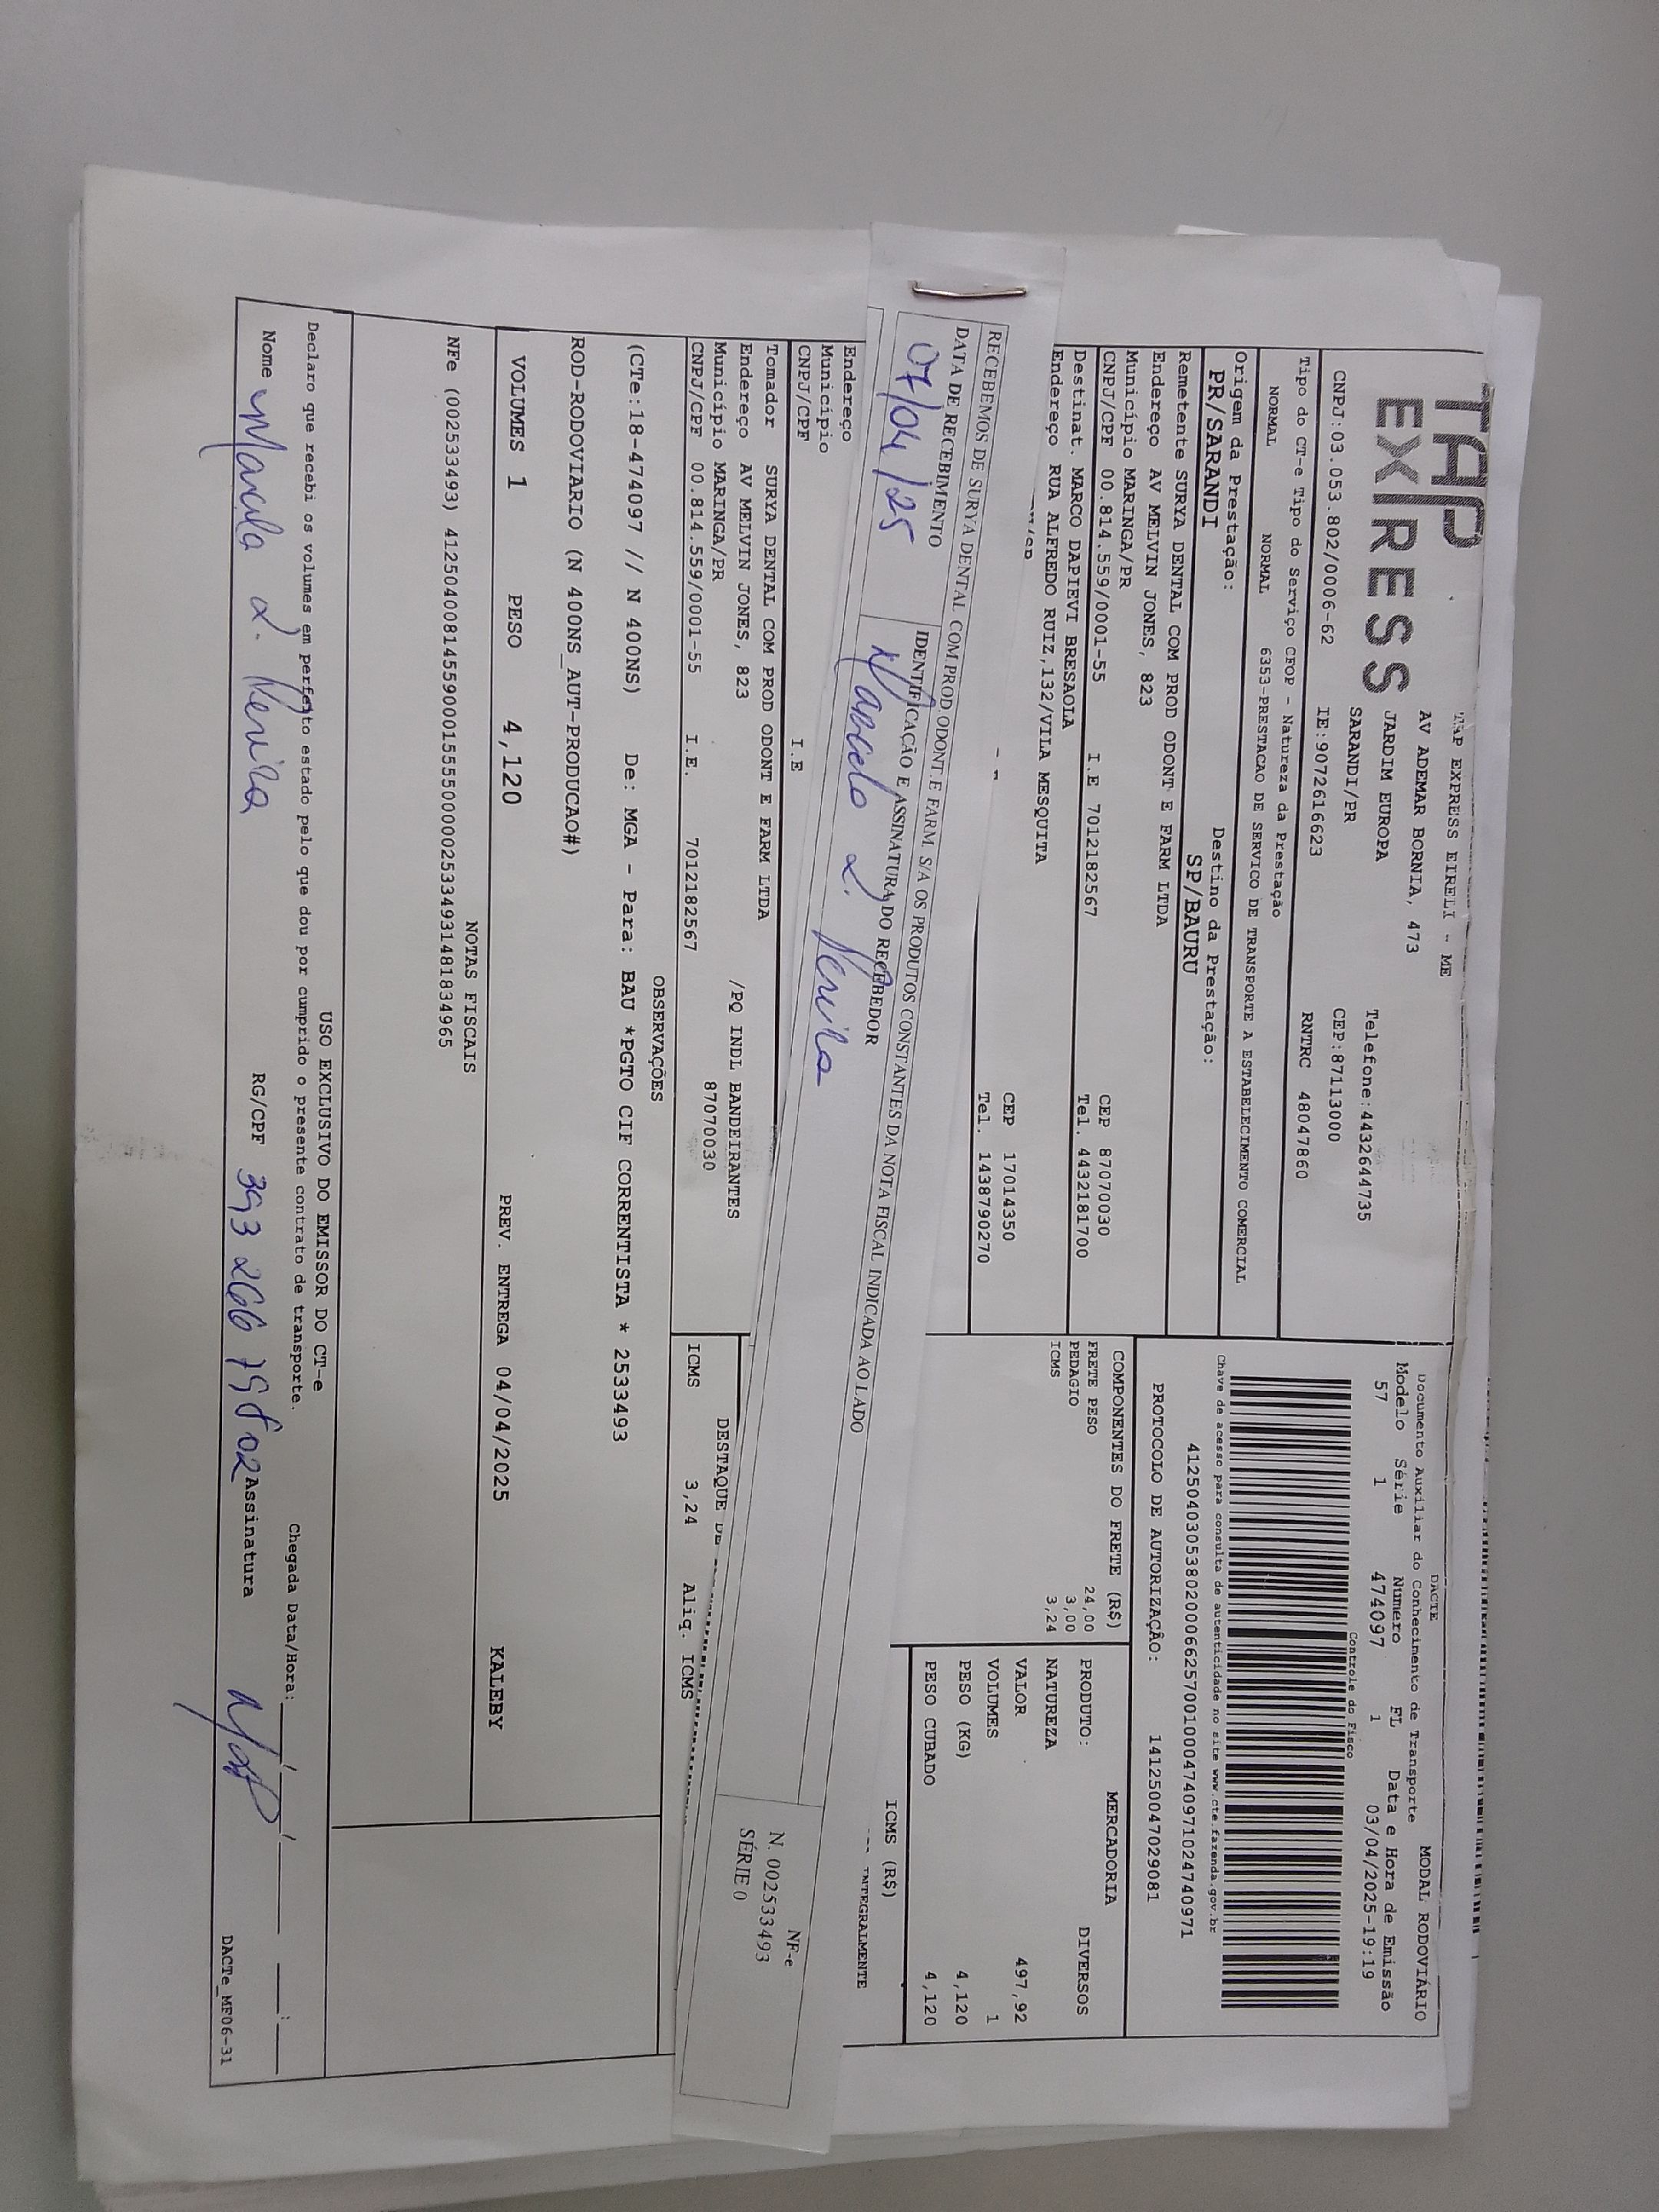 TAP
EXPRESS
TAP EXPRESS EIRELI - ME
AV ADEMAR BORNIA, 473
JARDIM EUROPA Telefone:4432644735
SARANDI/PR CEP:87113000
CNPJ:03.053.802/0006-62 IE:9072616623 RNTRC 48047860
Tipo do CT-e Tipo do Serviço CFOP - Natureza da Prestação
NORMAL NORMAL 6353-PRESTACAO DE SERVICO DE TRANSPORTE A ESTABELECIMENTO COMERCIAL
Origem da Prestação: Destino da Prestação:
PR/SARANDI SP/BAURU
Remetente SURYA DENTAL COM PROD ODONT E FARM LTDA
Endereço AV MELVIN JONES, 823
Município MARINGA/PR CEP 87070030
CNPJ/CPF 00.814.559/0001-55 I.E 7012182567 Tel. 4432181700
Destinat. MARCO DAPIEVI BRESAOLA
Endereço RUA ALFREDO RUIZ,132/VILA MESQUITA
CEP 17014350
Tel. 1438790270
DACTE
Documento Auxiliar do Conhecimento de Transporte MODAL RODOVIÁRIO
Modelo Série Numero FL Data e Hora de Emissão
57 1 474097 1 03/04/2025-19:19
Controle do Fisco
Chave de acesso para consulta de autenticidade no site www.cte.fazenda.gov.br
41250403053802000662570010004740971024740971
PROTOCOLO DE AUTORIZAÇÃO: 141250047029081
COMPONENTES DO FRETE (R$)
FRETE PESO 24,00
PEDAGIO 3,00
ICMS 3,24
MERCADORIA
PRODUTO: DIVERSOS
NATUREZA
VALOR 497,92
VOLUMES 1
PESO (KG) 4,120
PESO CUBADO 4,120
ICMS (R$)
INTEGRALMENTE
RECEBEMOS DE SURYA DENTAL COM PROD. ODONT. E FARM. S/A OS PRODUTOS CONSTANTES DA NOTA FISCAL INDICADA AO LADO
DATA DE RECEBIMENTO IDENTIFICAÇÃO E ASSINATURA DO RECEBEDOR
07/04/25
NF-e
N. 002533493
SÉRIE 0
Endereço
Município
CNPJ/CPF I.E
Tomador SURYA DENTAL COM PROD ODONT E FARM LTDA
Endereço AV MELVIN JONES, 823 /PQ INDL BANDEIRANTES
Município MARINGA/PR 87070030
CNPJ/CPF 00.814.559/0001-55 I.E. 7012182567
DESTAQUE
ICMS 3,24 Aliq. ICMS
OBSERVAÇÕES
(CTe:18-474097 // N 400NS) De: MGA - Para: BAU *PGTO CIF CORRENTISTA * 2533493
ROD-RODOVIARIO (N 400NS_AUT-PRODUCAO#)
VOLUMES 1 PESO 4,120 PREV. ENTREGA 04/04/2025 KALEBY
NOTAS FISCAIS
NFe (002533493) 41250400814559000155550000025334931481834965
USO EXCLUSIVO DO EMISSOR DO CT-e
Declaro que recebi os volumes em perfeito estado pelo que dou por cumprido o presente contrato de transporte. Chegada Data/Hora: __/__/__ __:__
Nome RG/CPF Assinatura
DACTe_MF06-31